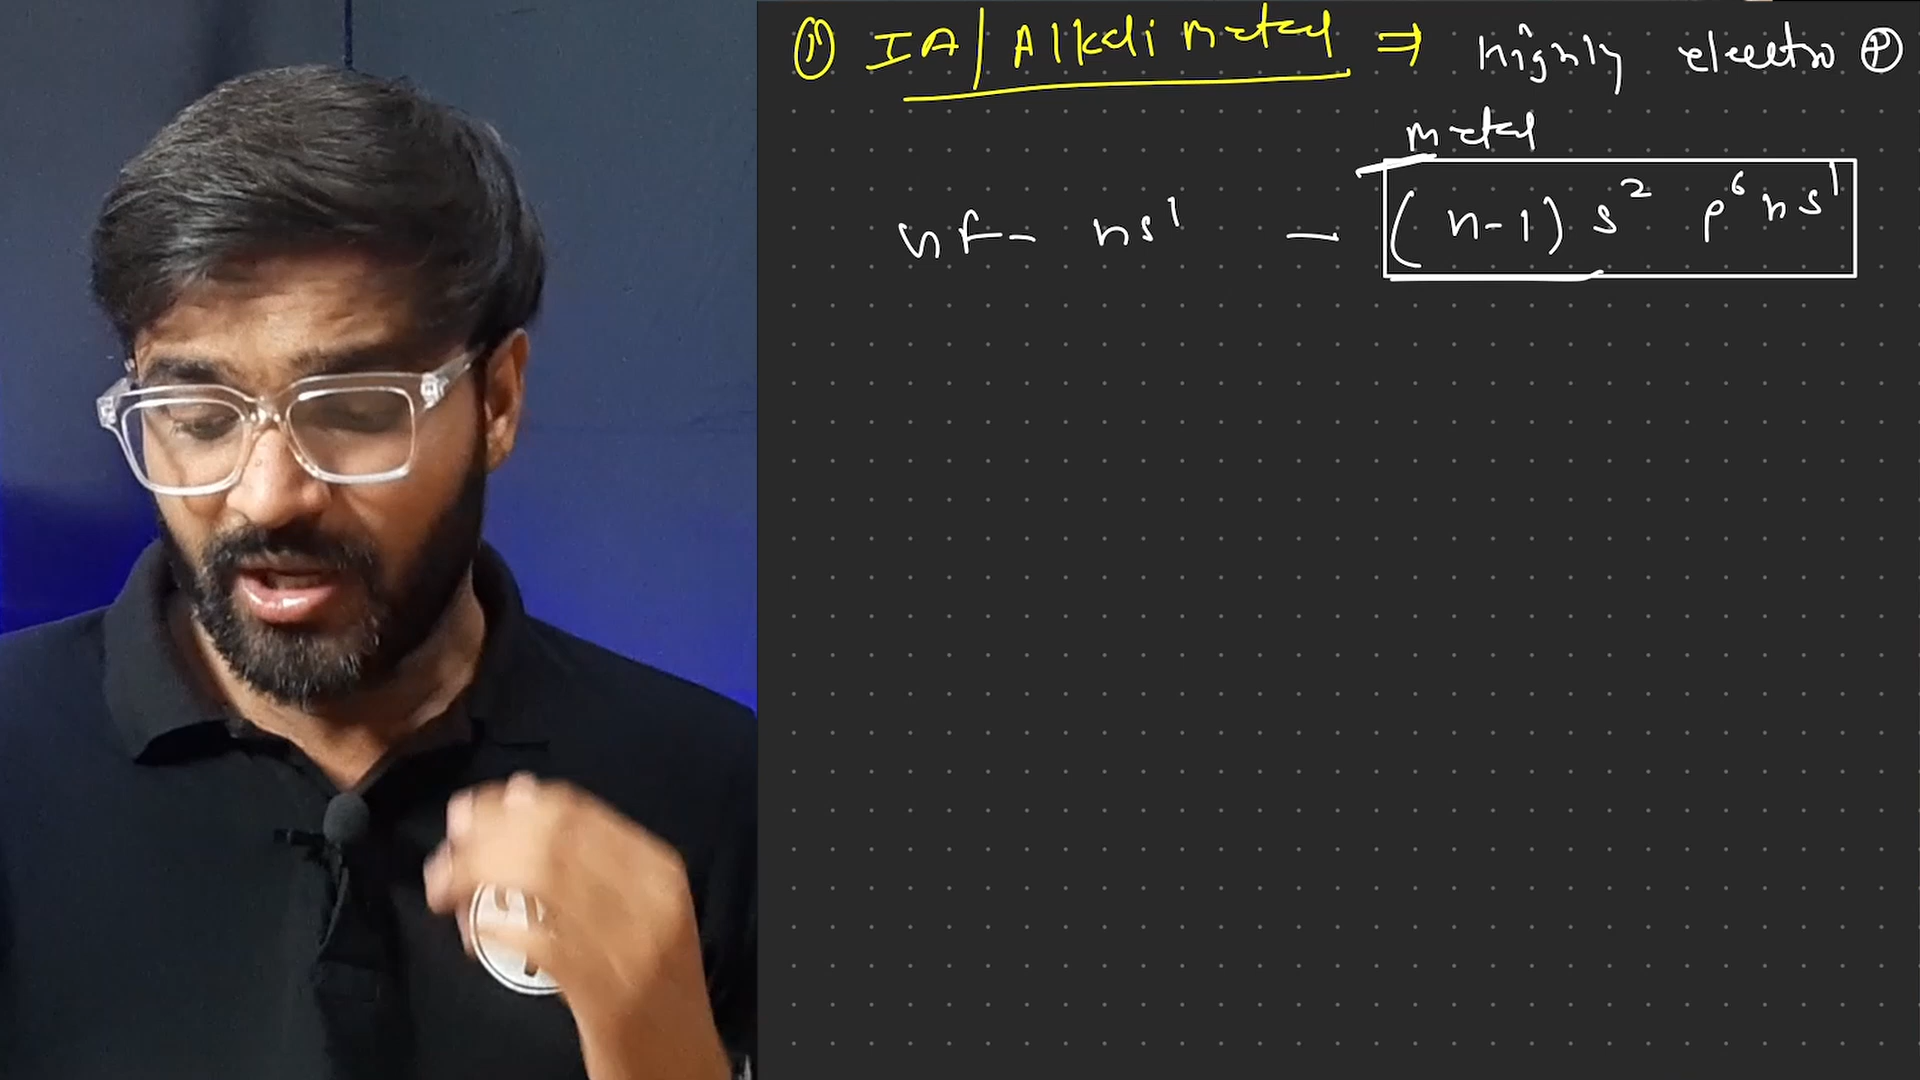 ① IA/Alkali Metal ⇒ Highly electro ⊕
metal
nf- ns¹ — (n-1)s² p⁶ ns¹